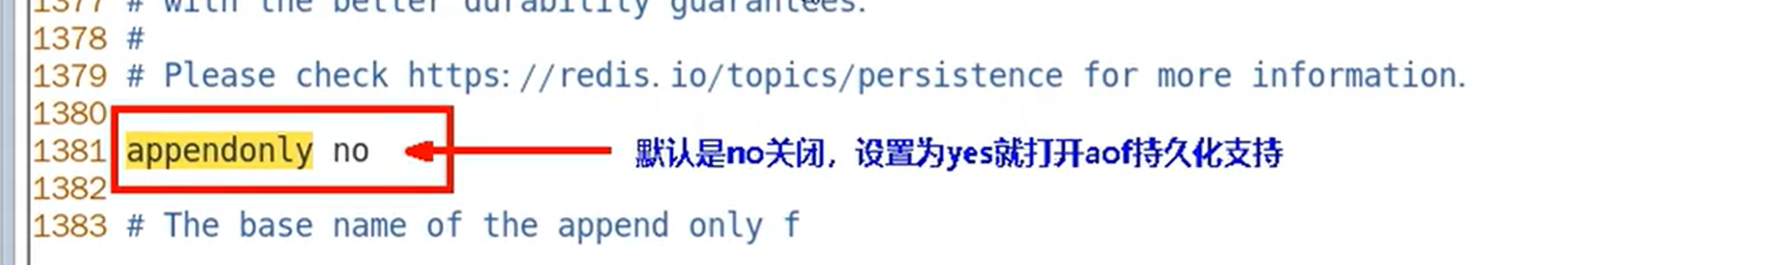 1377 # with the better durability guarantees.
1378 #
1379 # Please check https://redis.io/topics/persistence for more information.
1380
1381 appendonly no 默认是no关闭，设置为yes就打开aof持久化支持
1382
1383 # The base name of the append only f